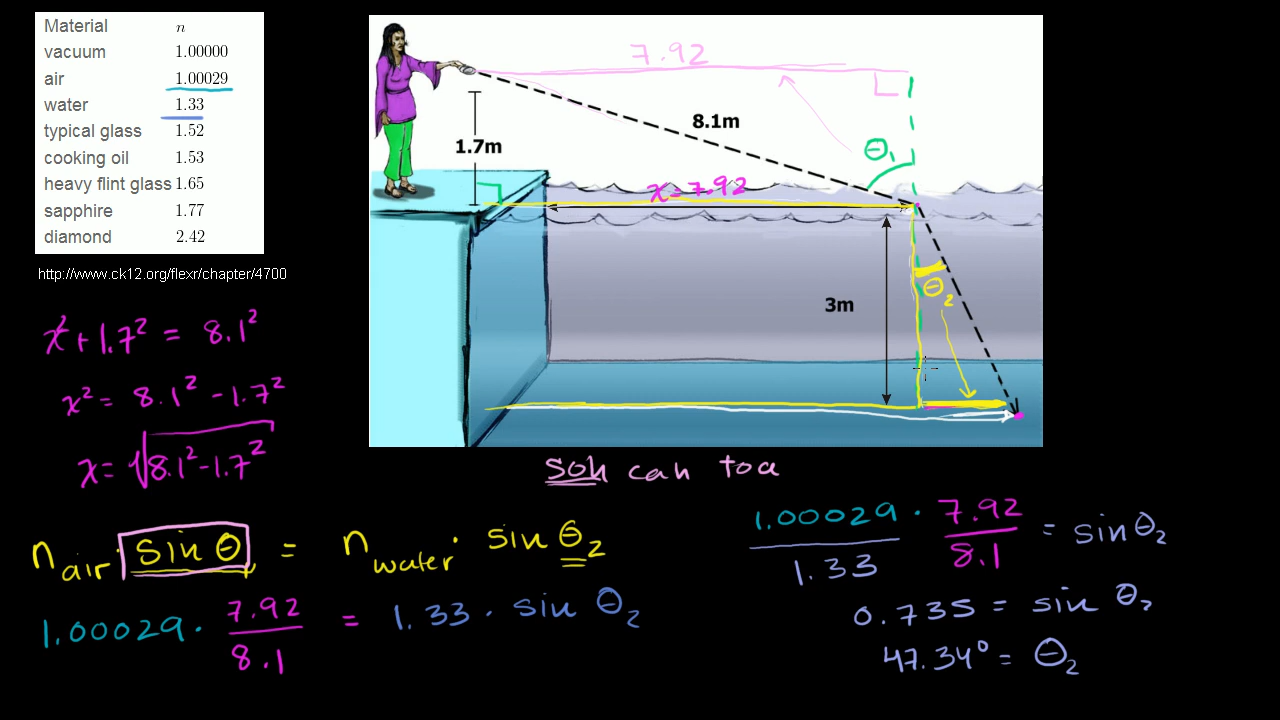 Material n
vacuum 1.00000
air 1.00029
water 1.33
typical glass 1.52
cooking oil 1.53
heavy flint glass 1.65
sapphire 1.77
diamond 2.42
http://www.ck12.org/flexr/chapter/4700
7.92
8.1m
1.7m
θ₁
x=7.92
θ₂
3m
x² + 1.7² = 8.1²
x² = 8.1² - 1.7²
x = √8.1² - 1.7²
soh cah toa
n air · sin θ = n water · sin θ₂
1.00029 · 7.92/8.1 = 1.33 · sin θ₂
1.00029/1.33 · 7.92/8.1 = sin θ₂
0.735 = sin θ₂
47.34° = θ₂